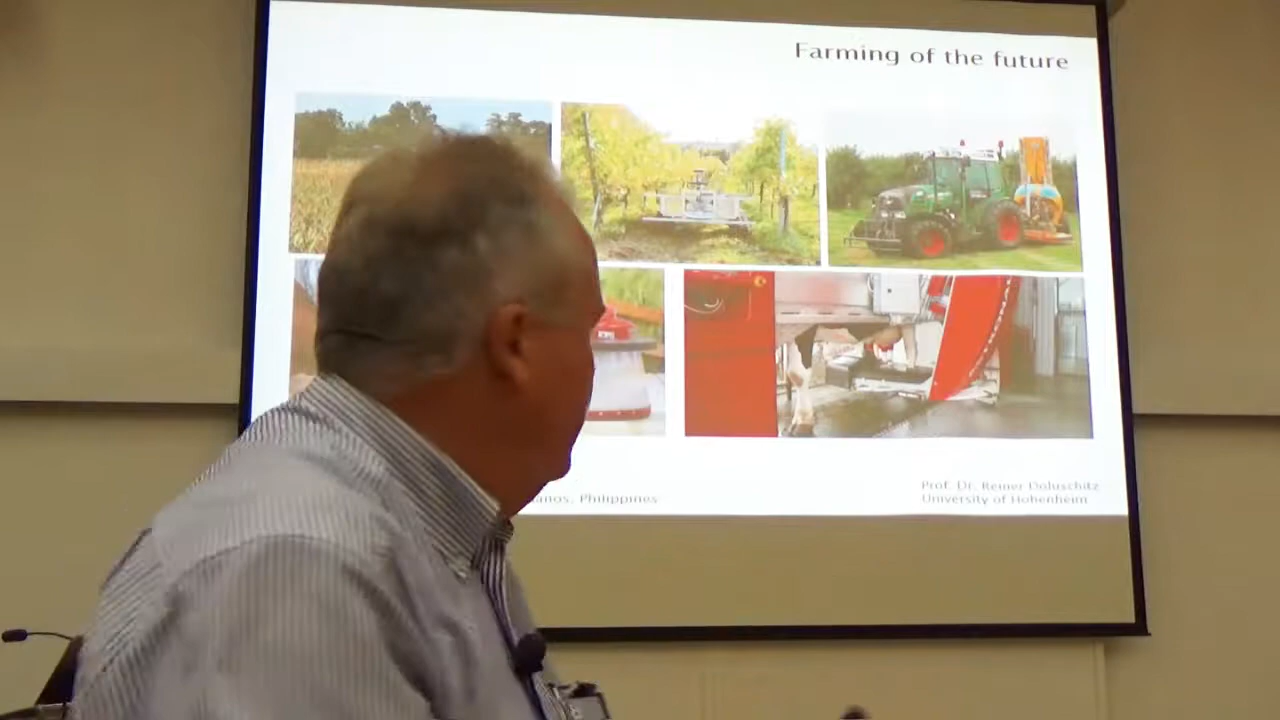 Farming of the future
Philippines
Prof. Dr. Reiner Doluschitz
University of Hohenheim